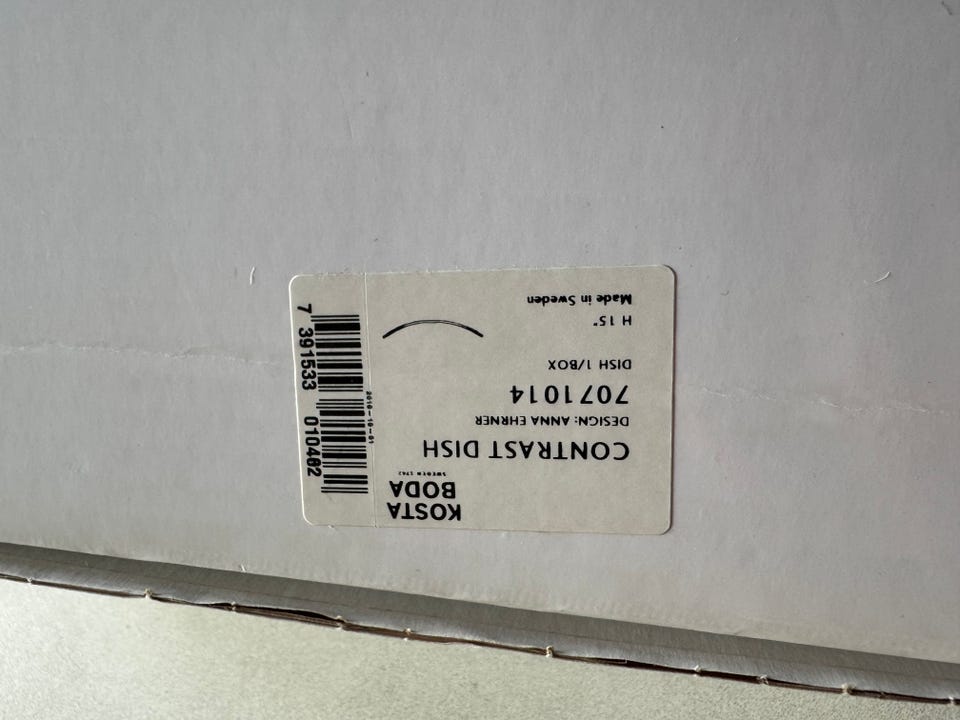 KOSTA
BODA
SWEDEN 1742
CONTRAST DISH
DESIGN: ANNA EHRNER
7071014
DISH 1/BOX
H 15"
Made in Sweden
2010-10-01
7 391533 010462